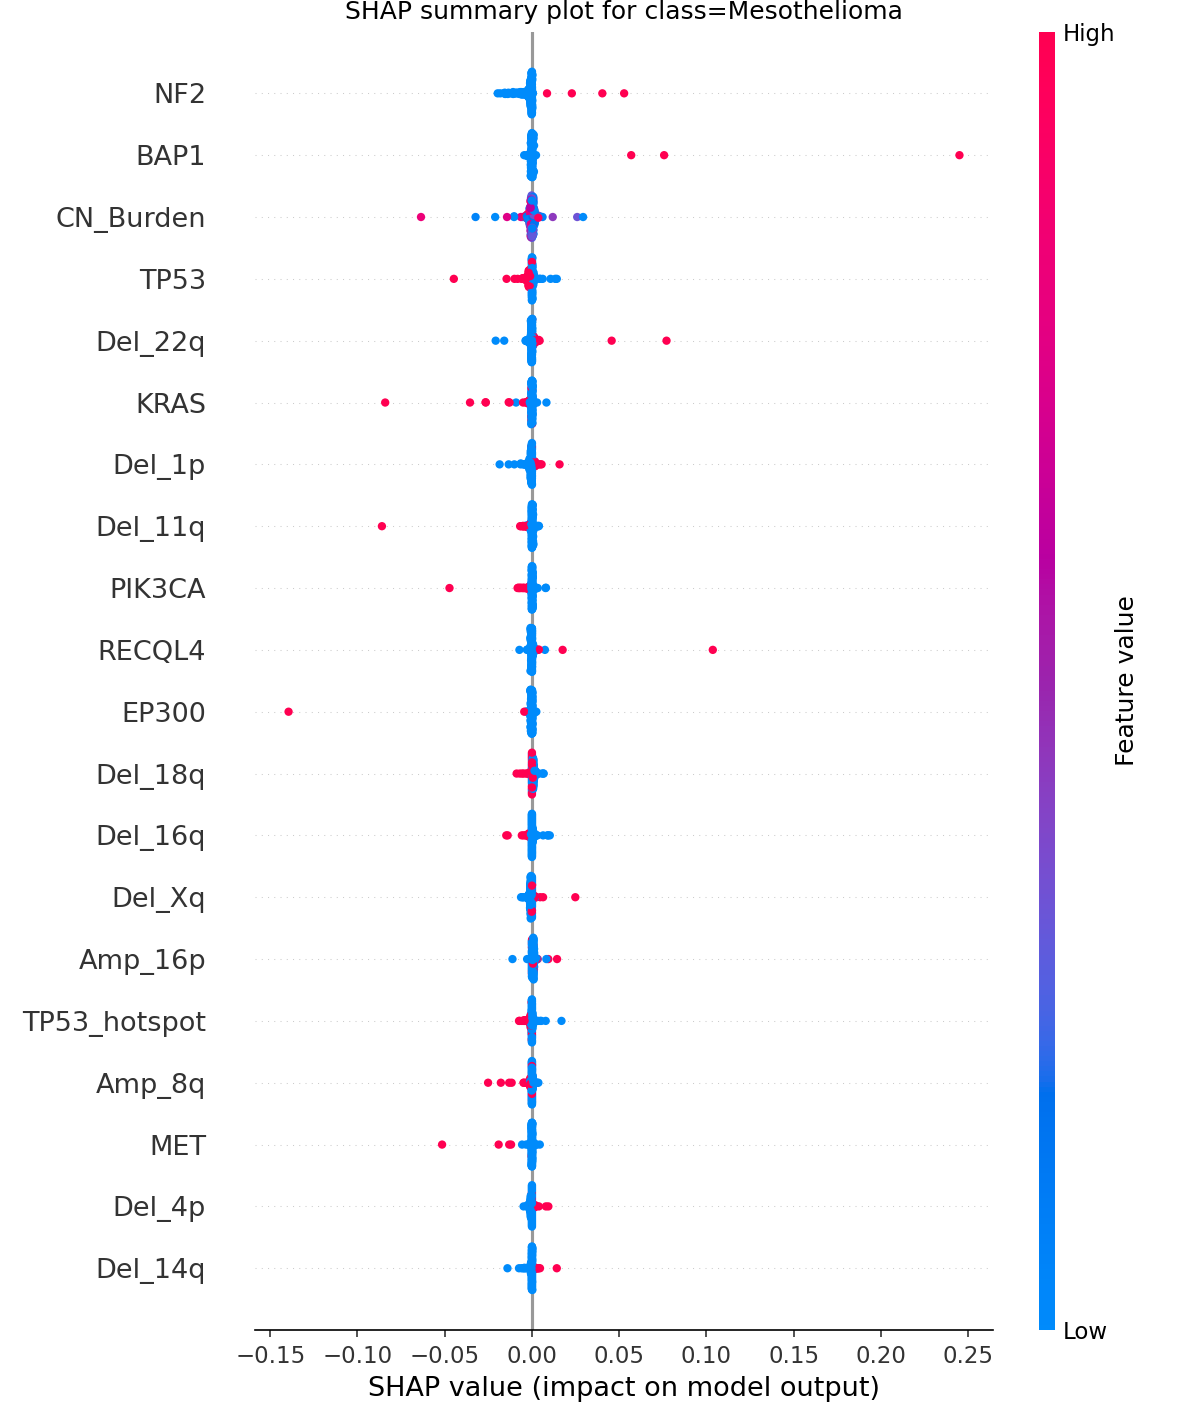 SHAP summary plot for class=Mesothelioma
High
NF2
BAP1
CN_Burden
TP53
Del_22q
KRAS
Del_1p
Del_11q
PIK3CA
RECQL4
EP300
Del_18q
Del_16q
Del_Xq
Amp_16p
TP53_hotspot
Amp_8q
MET
Del_4p
Del_14q
Feature value
Low
−0.15 −0.10 −0.05 0.00 0.05 0.10 0.15 0.20 0.25
SHAP value (impact on model output)